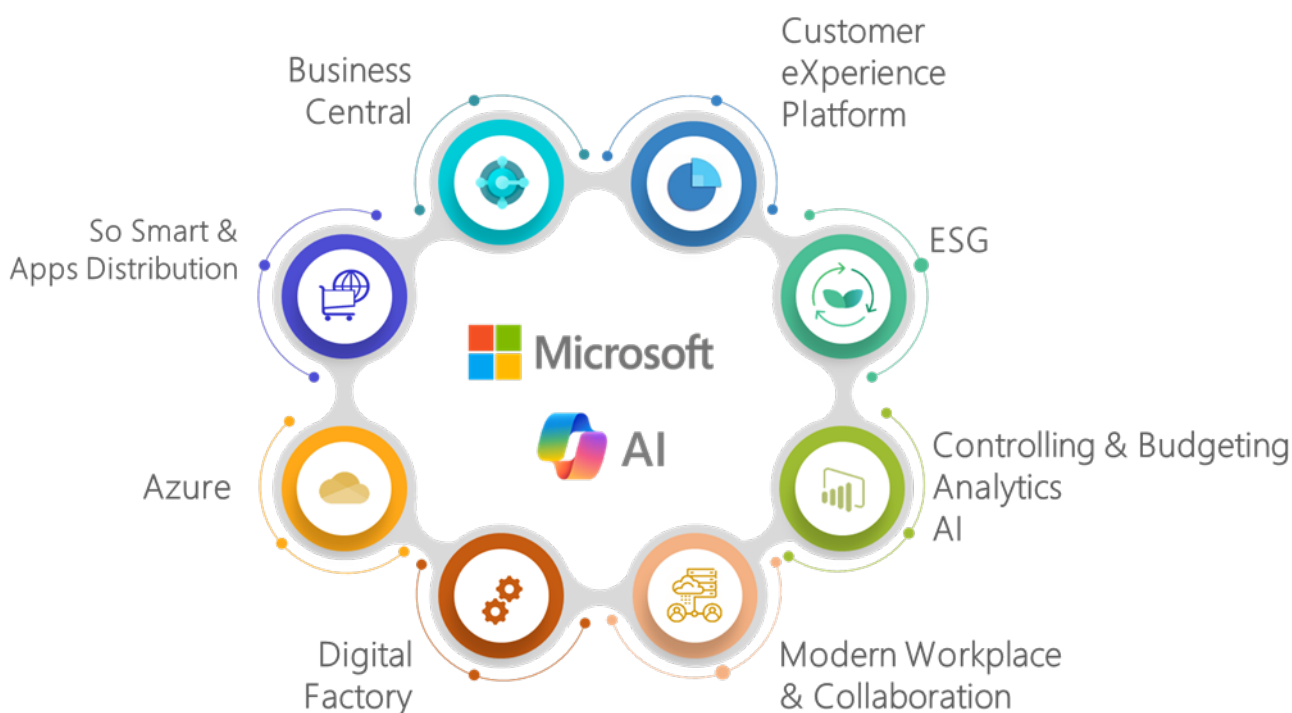 Business
Central
Customer
eXperience
Platform
So Smart &
Apps Distribution
ESG
Microsoft
AI
Azure
Controlling & Budgeting
Analytics
AI
Digital
Factory
Modern Workplace
& Collaboration